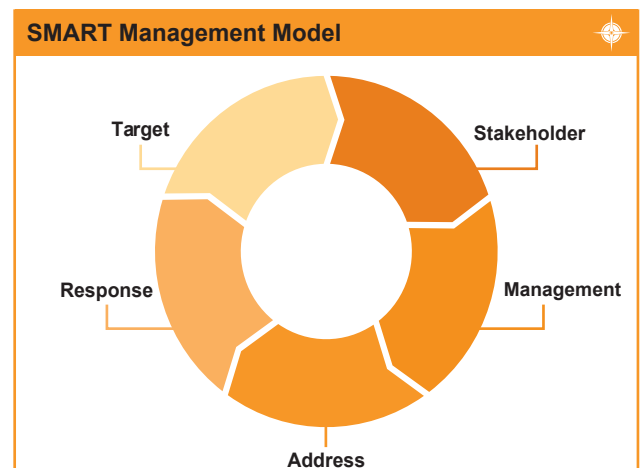 SMART Management Model
Target
Stakeholder
Response
Management
Address